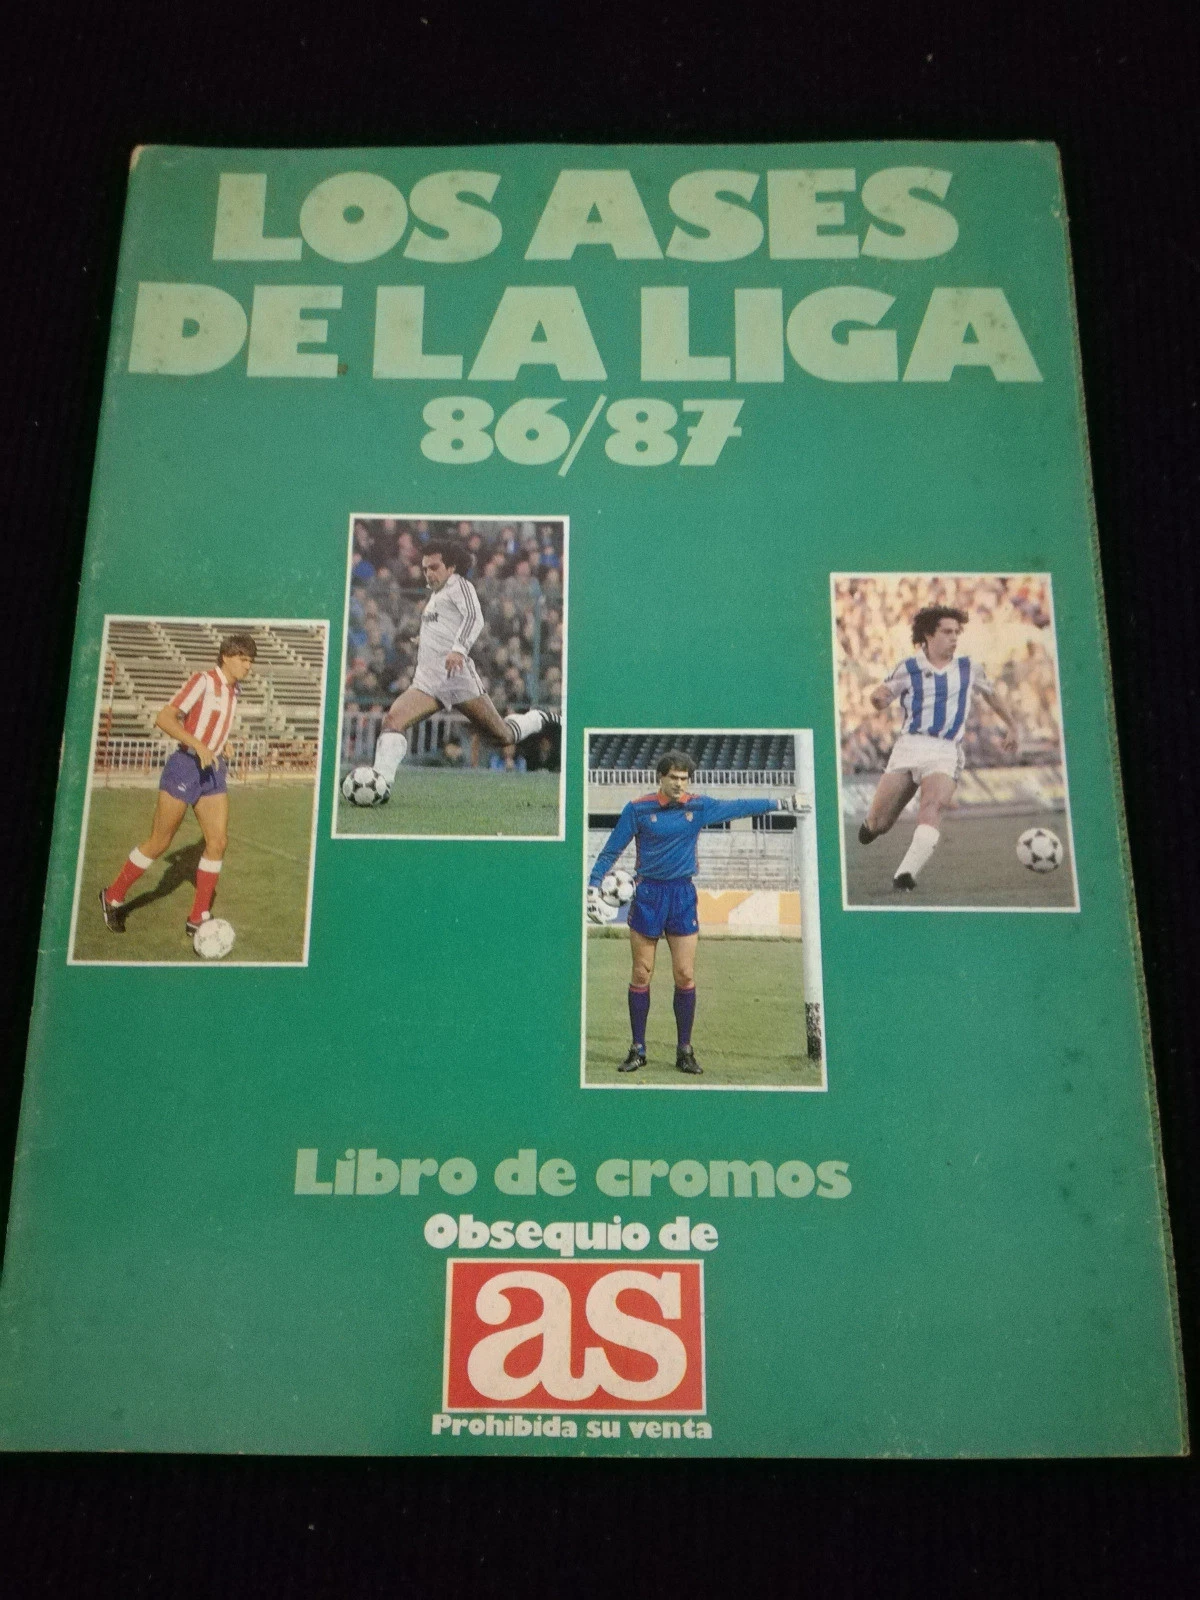 LOS ASES
DE LA LIGA
86/87
Libro de cromos
Obsequio de
as
Prohibida su venta